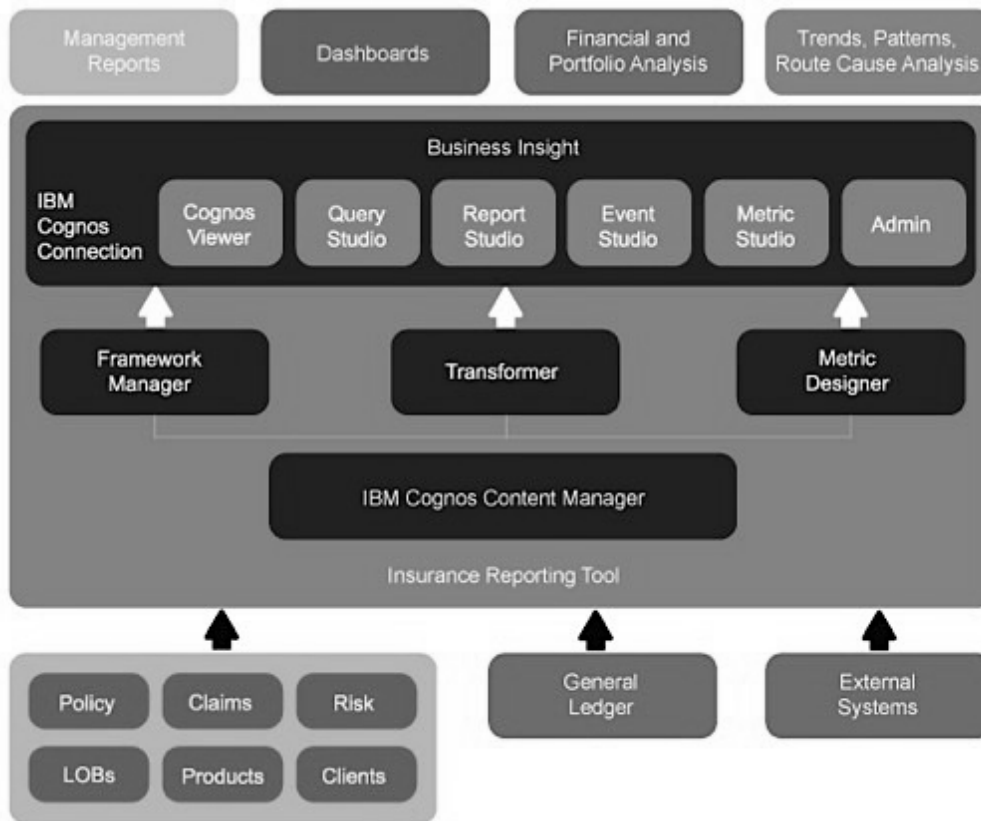 Management
Reports
Dashboards
Financial and
Portfolio Analysis
Trends, Patterns,
Route Cause Analysis
Business Insight
IBM
Cognos
Connection
Cognos
Viewer
Query
Studio
Report
Studio
Event
Studio
Metric
Studio
Admin
Framework
Manager
Transformer
Metric
Designer
IBM Cognos Content Manager
Insurance Reporting Tool
Policy
Claims
Risk
LOBs
Products
Clients
General
Ledger
External
Systems